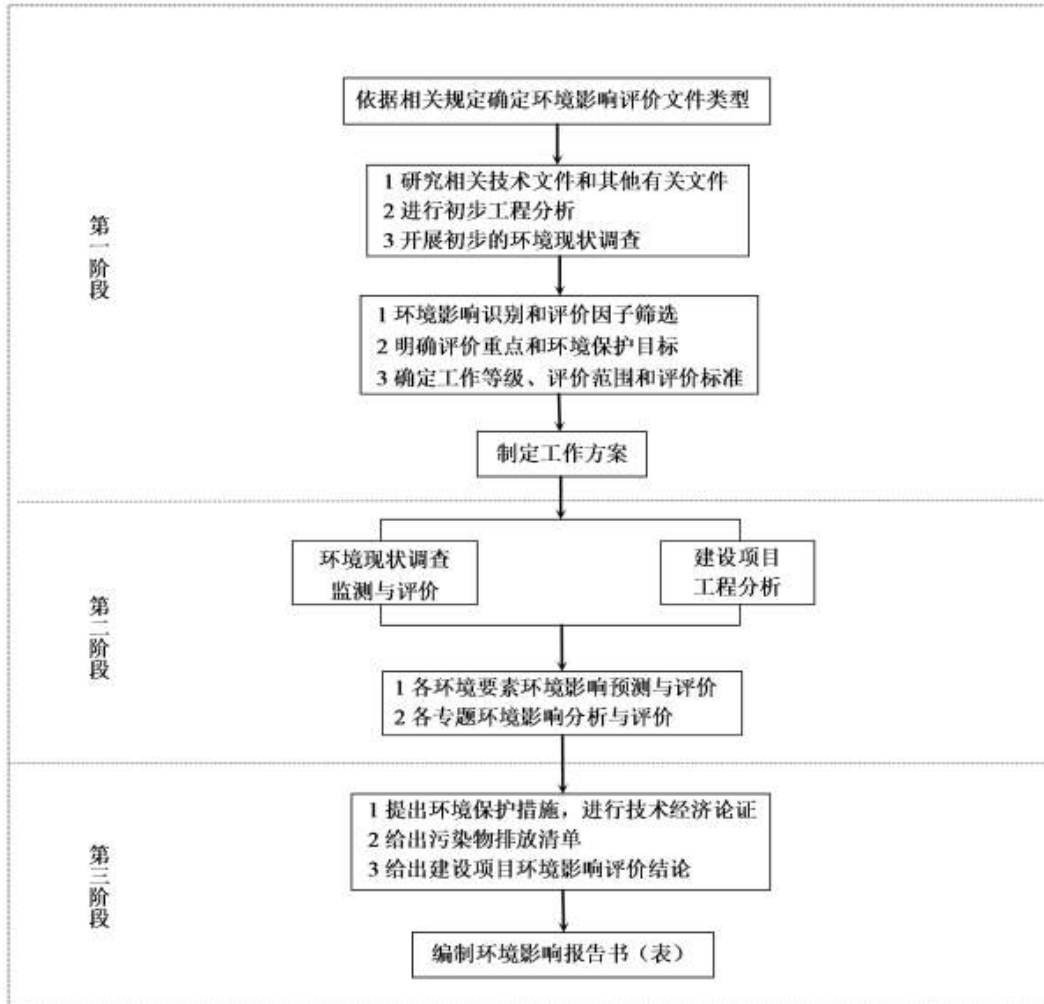 依据相关规定确定环境影响评价文件类型
1 研究相关技术文件和其他有关文件
2 进行初步工程分析
3 开展初步的环境现状调查
第一阶段
1 环境影响识别和评价因子筛选
2 明确评价重点和环境保护目标
3 确定工作等级、评价范围和评价标准
制定工作方案
环境现状调查
监测与评价
建设项目
工程分析
第二阶段
1 各环境要素环境影响预测与评价
2 各专题环境影响分析与评价
1 提出环境保护措施，进行技术经济论证
2 给出污染物排放清单
3 给出建设项目环境影响评价结论
第三阶段
编制环境影响报告书（表）